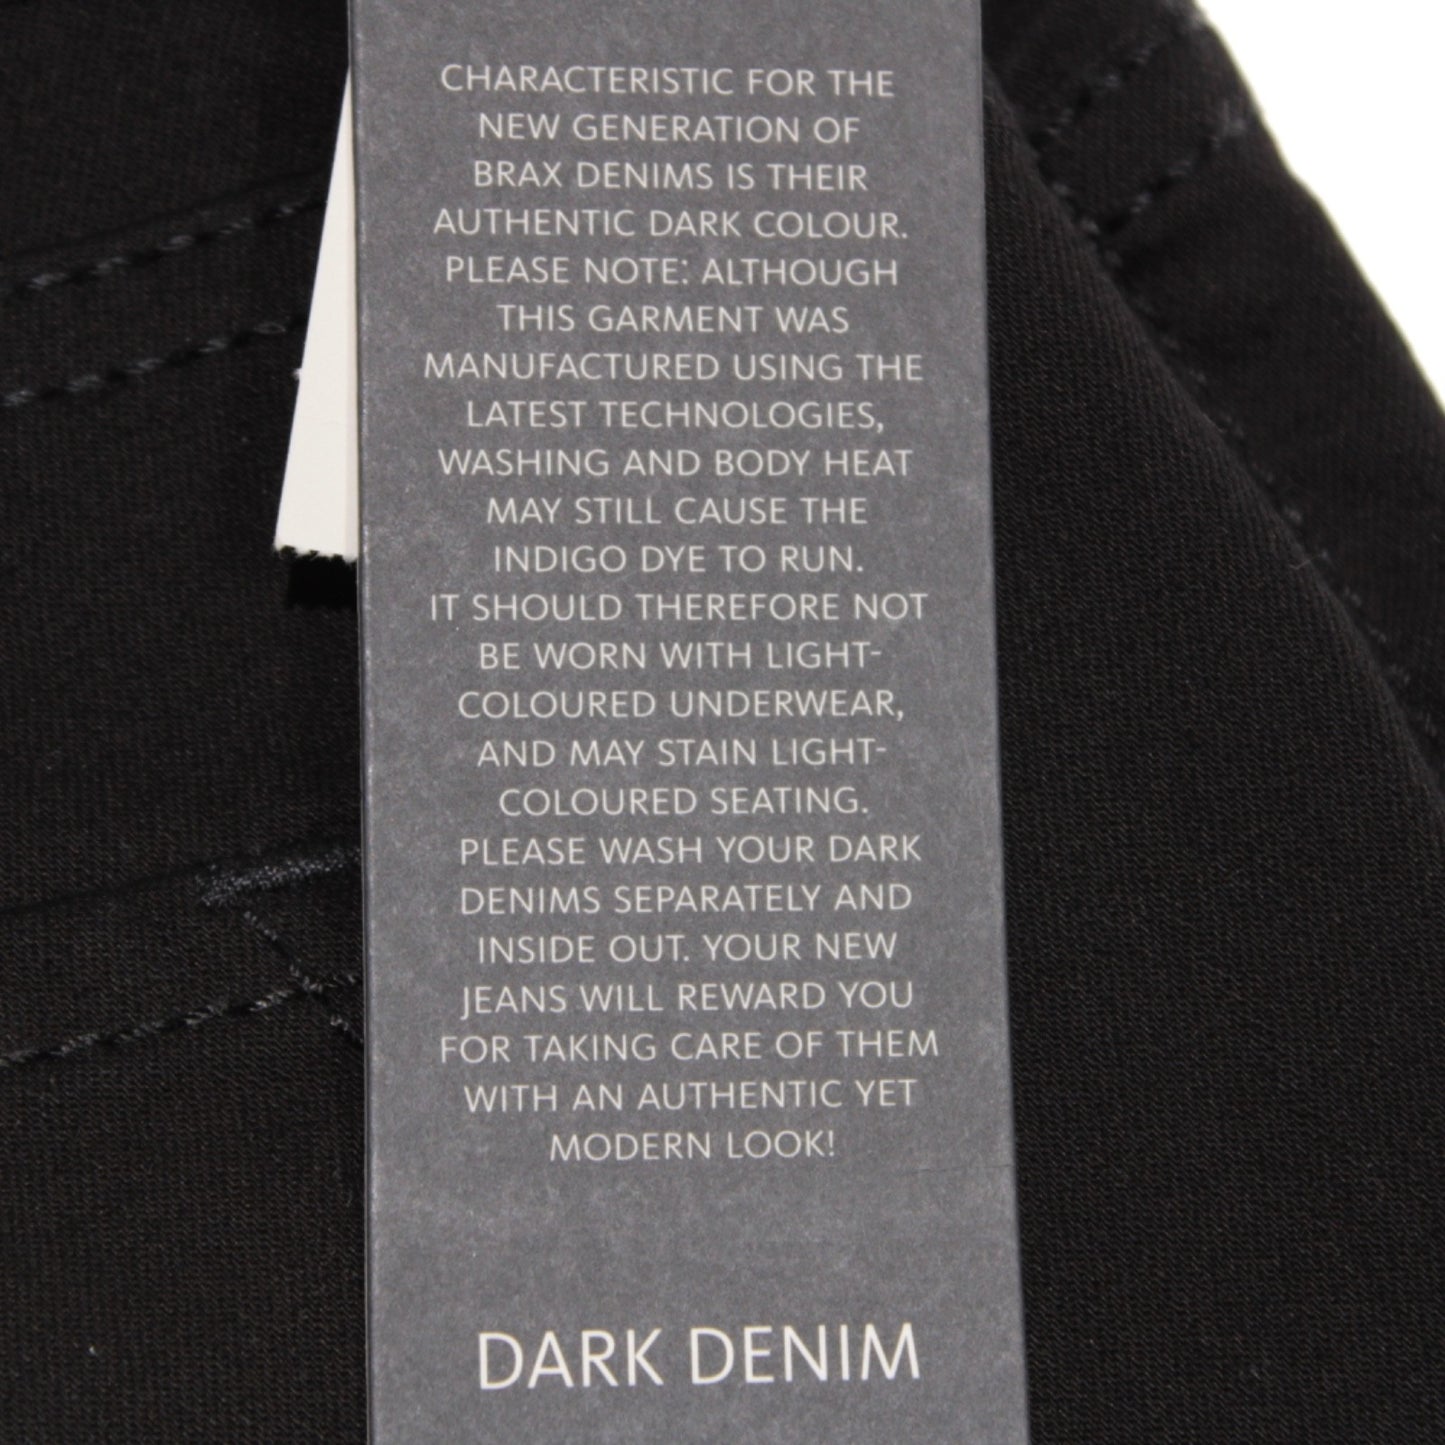 CHARACTERISTIC FOR THE
NEW GENERATION OF
BRAX DENIMS IS THEIR
AUTHENTIC DARK COLOUR.
PLEASE NOTE: ALTHOUGH
THIS GARMENT WAS
MANUFACTURED USING THE
LATEST TECHNOLOGIES,
WASHING AND BODY HEAT
MAY STILL CAUSE THE
INDIGO DYE TO RUN.
IT SHOULD THEREFORE NOT
BE WORN WITH LIGHT-
COLOURED UNDERWEAR,
AND MAY STAIN LIGHT-
COLOURED SEATING.
PLEASE WASH YOUR DARK
DENIMS SEPARATELY AND
INSIDE OUT. YOUR NEW
JEANS WILL REWARD YOU
FOR TAKING CARE OF THEM
WITH AN AUTHENTIC YET
MODERN LOOK!
DARK DENIM